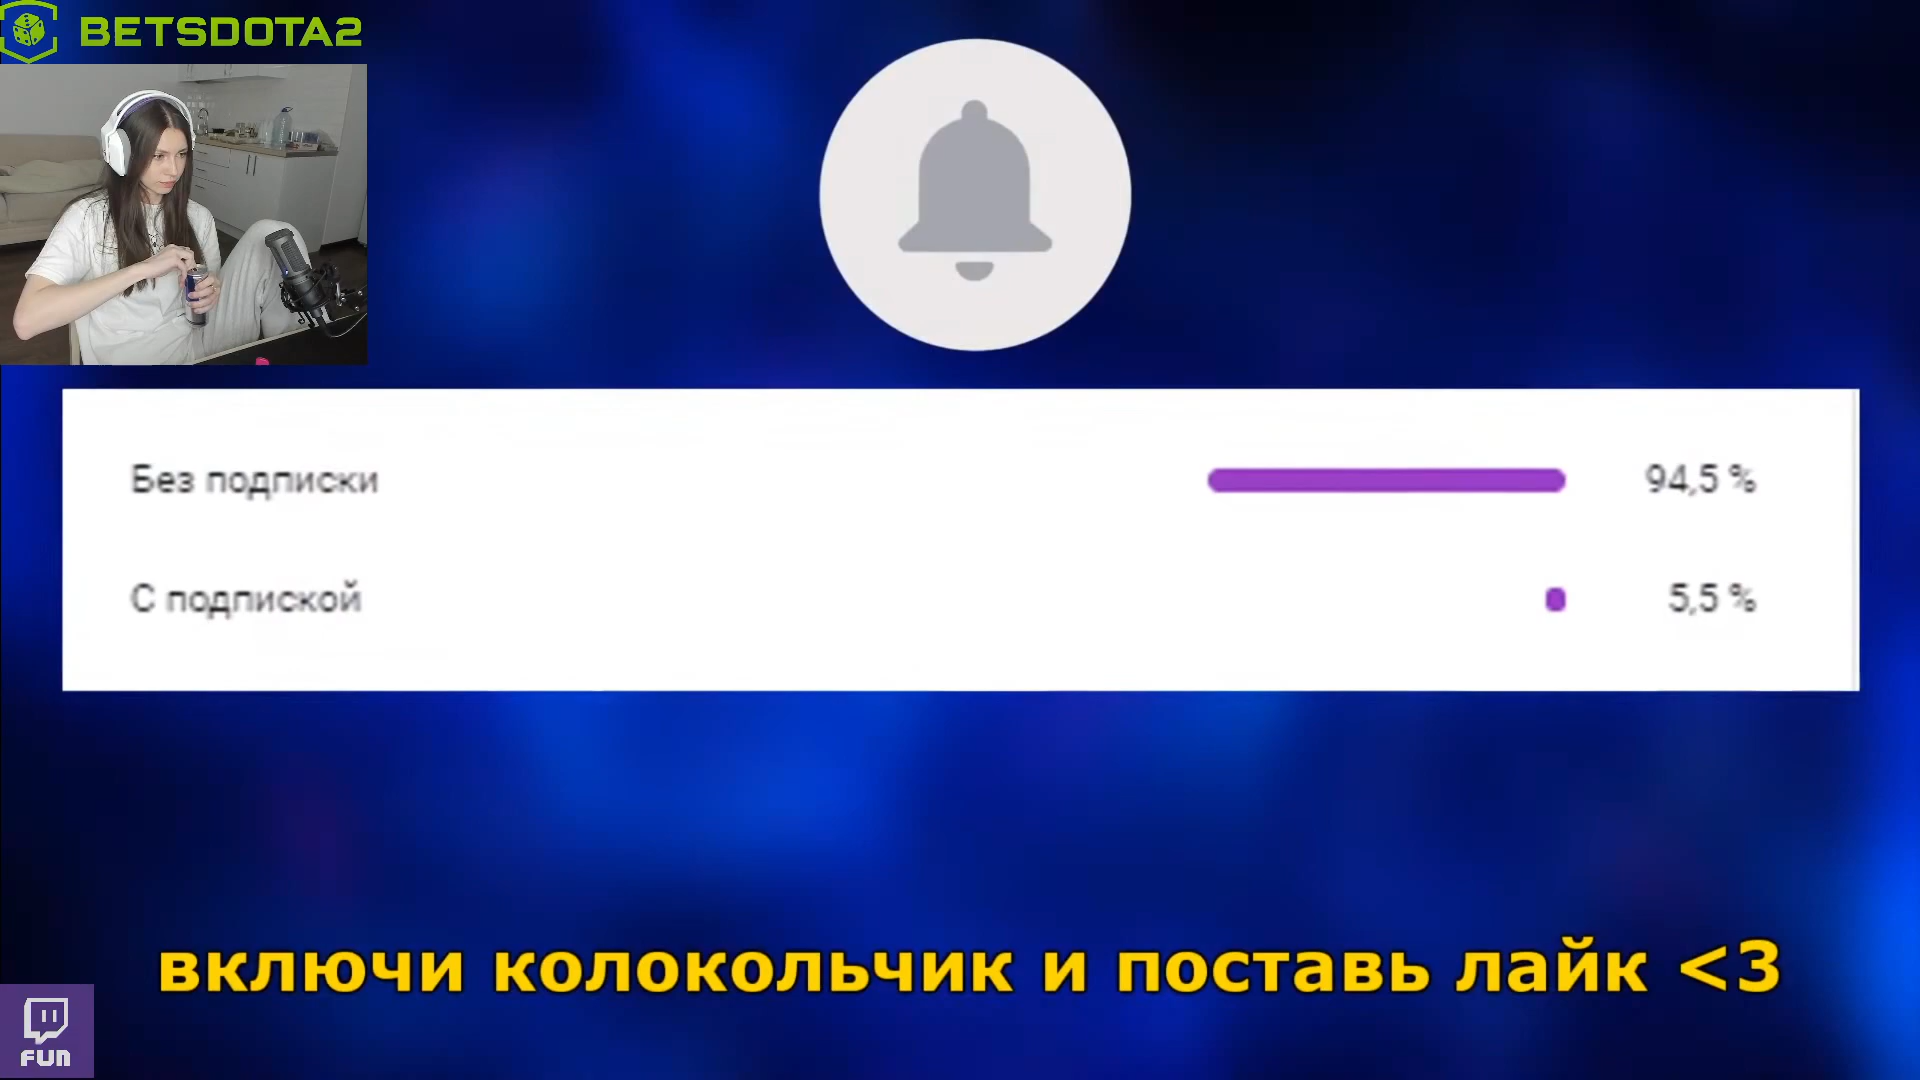 BETSDOTA2
Без подписки 94,5 %
С подпиской 5,5 %
включи колокольчик и поставь лайк <3
FUN